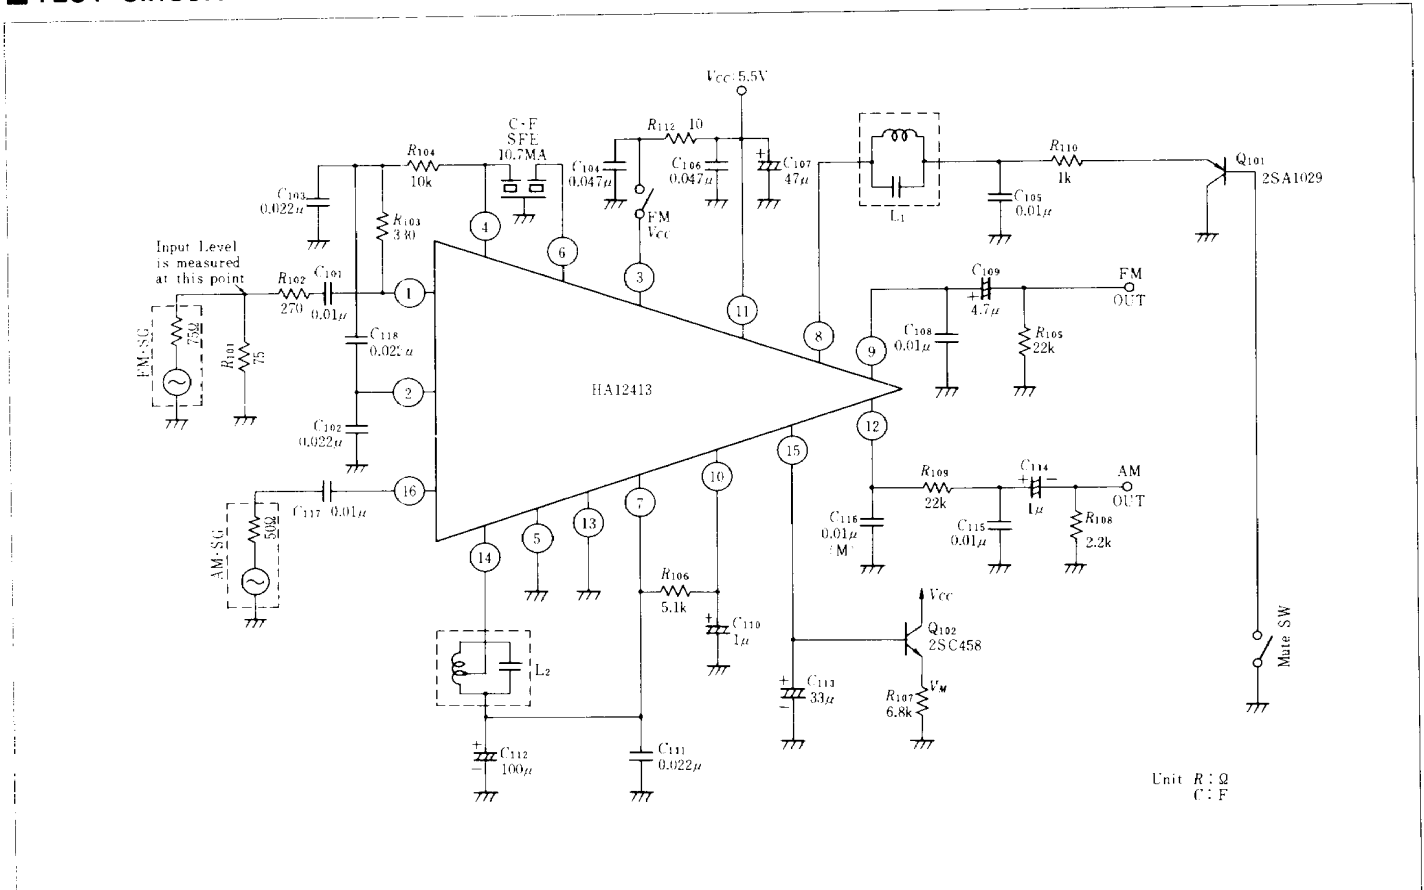 Vcc:5.5V
C·F
SFE
10.7MA
R112 10
R104
10k
C104
0.047μ
C106
0.047μ
C107
47μ
R110
1k
Q101
2SA1029
C103
0.022μ
R103
330
4
6
FM
Vcc
L1
C105
0.01μ
Input Level
is measured
at this point
R102
270
C101
0.01μ
1
3
11
8
9
C109
+
4.7μ
FM
OUT
C108
0.01μ
R105
22k
FM·SG
75Ω
R101
75
C118
2
HA12413
12
C102
0.022μ
15
10
R109
22k
C114
+ −
1μ
AM
OUT
16
C117 0.01μ
7
13
5
14
C116
0.01μ
(M)
C115
0.01μ
R108
2.2k
AM·SG
50Ω
R106
5.1k
+
C110
1μ
Vcc
Q102
2SC458
Mute SW
L2
+
−
C113
33μ
VM
R107
6.8k
+
−
C112
100μ
C111
0.022μ
Unit R:Ω
C:F